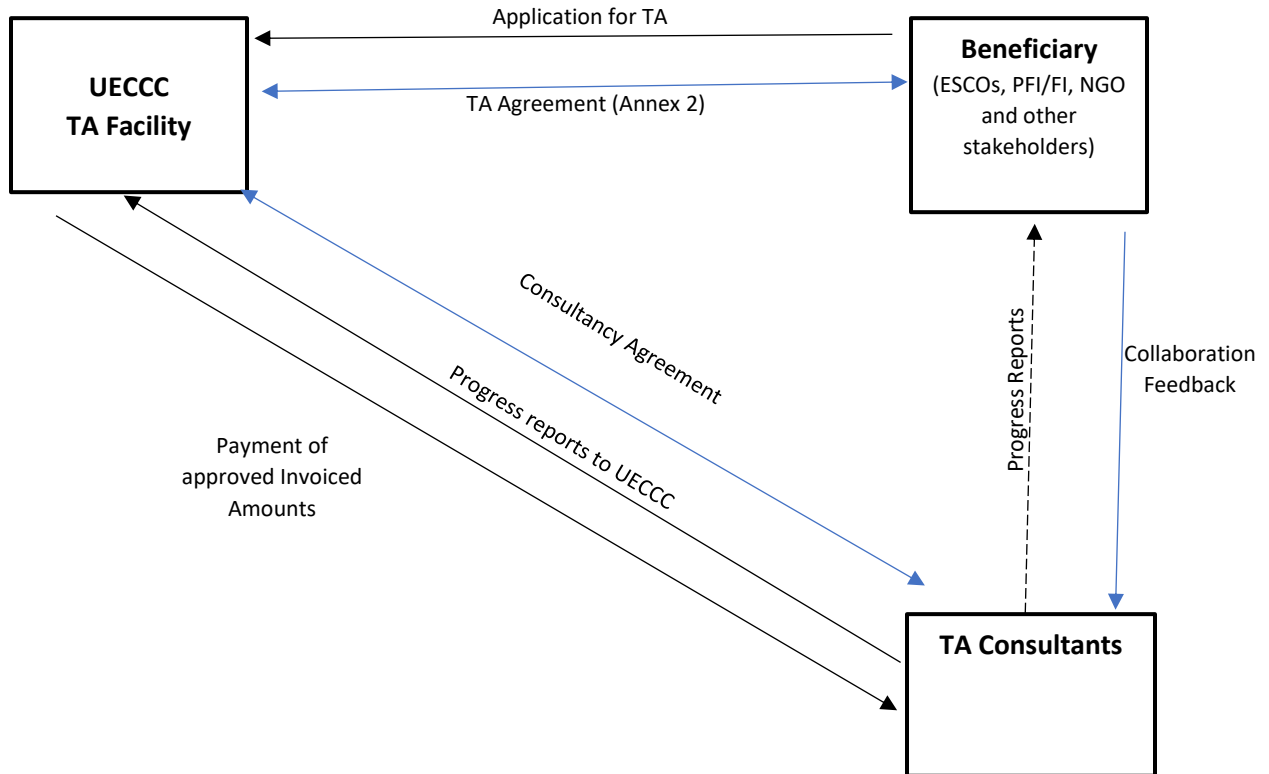 Application for TA
UECCC
TA Facility
TA Agreement (Annex 2)
Beneficiary
(ESCOs, PFI/FI, NGO
and other
stakeholders)
Consultancy Agreement
Progress reports to UECCC
Payment of
approved Invoiced
Amounts
Progress Reports
Collaboration
Feedback
TA Consultants